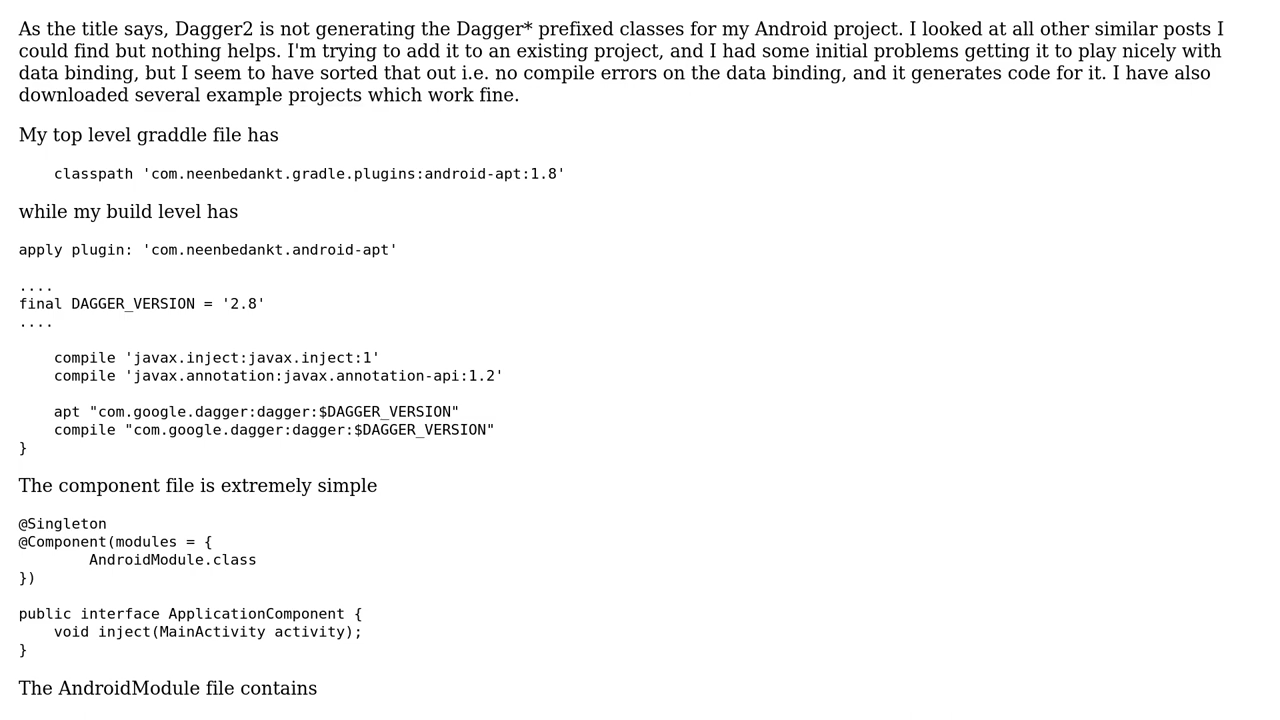 As the title says, Dagger2 is not generating the Dagger* prefixed classes for my Android project. I looked at all other similar posts I
could find but nothing helps. I'm trying to add it to an existing project, and I had some initial problems getting it to play nicely with
data binding, but I seem to have sorted that out i.e. no compile errors on the data binding, and it generates code for it. I have also
downloaded several example projects which work fine.
My top level graddle file has
classpath 'com.neenbedankt.gradle.plugins:android-apt:1.8'
while my build level has
apply plugin: 'com.neenbedankt.android-apt'
....
final DAGGER_VERSION = '2.8'
....
compile 'javax.inject:javax.inject:1'
compile 'javax.annotation:javax.annotation-api:1.2'
apt "com.google.dagger:dagger:$DAGGER_VERSION"
compile "com.google.dagger:dagger:$DAGGER_VERSION"
}
The component file is extremely simple
@Singleton
@Component(modules = {
AndroidModule.class
})
public interface ApplicationComponent {
void inject(MainActivity activity);
}
The AndroidModule file contains